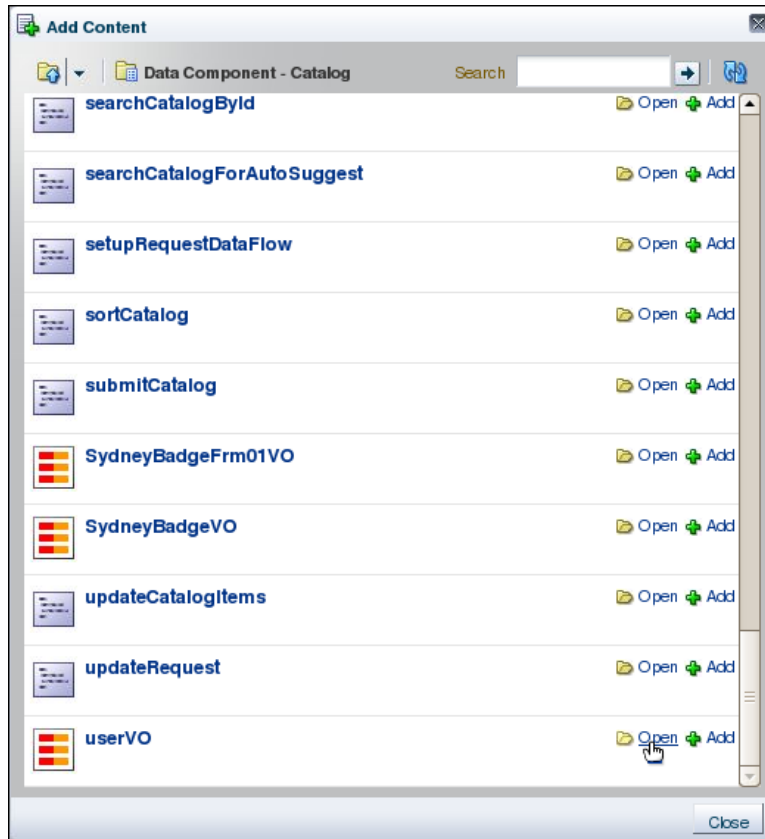 Add Content
Data Component - Catalog Search
searchCatalogById Open Add
searchCatalogForAutoSuggest Open Add
setupRequestDataFlow Open Add
sortCatalog Open Add
submitCatalog Open Add
SydneyBadgeFrm01VO Open Add
SydneyBadgeVO Open Add
updateCatalogItems Open Add
updateRequest Open Add
userVO Open Add
Close